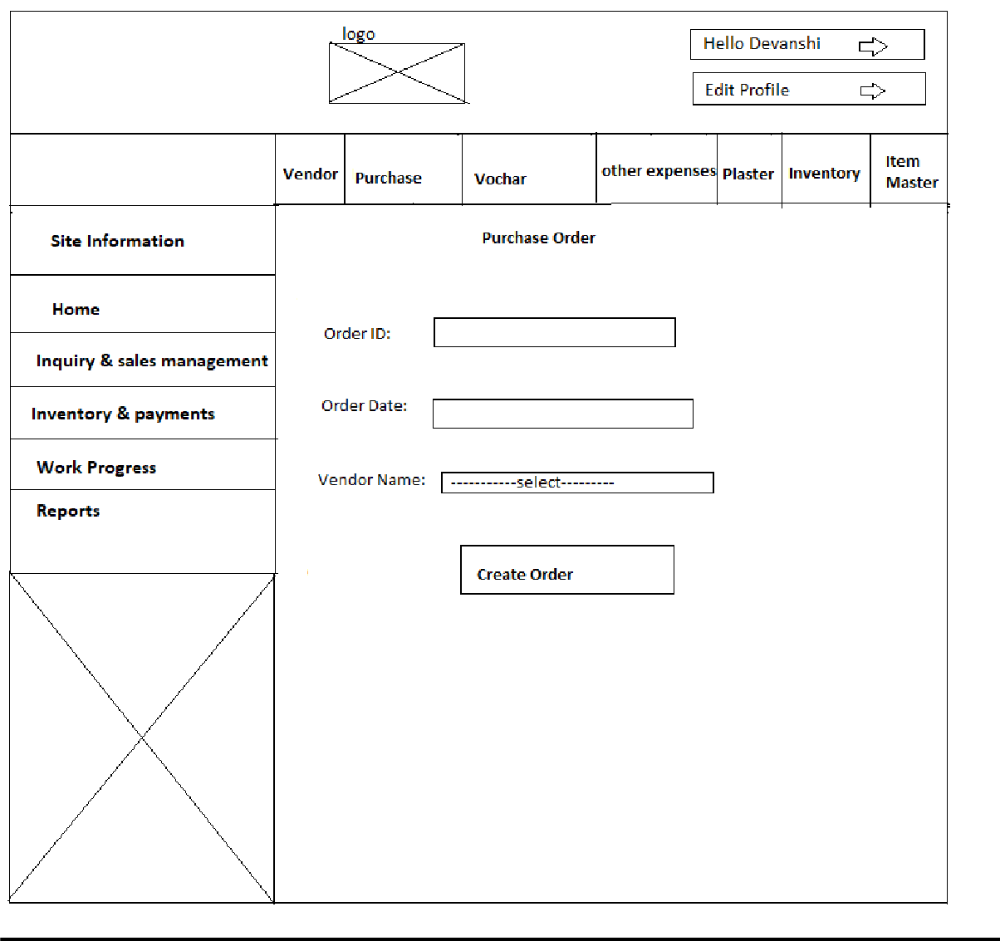 logo
Hello Devanshi
Edit Profile
Vendor
Purchase
Vochar
other expenses
Plaster
Inventory
Item
Master
Site Information
Home
Inquiry & sales management
Inventory & payments
Work Progress
Reports
Purchase Order
Order ID:
Order Date:
Vendor Name: -----------select---------
Create Order